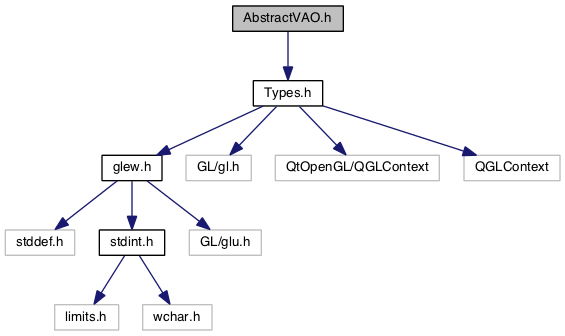 AbstractVAO.h
Types.h
glew.h
GL/gl.h
QtOpenGL/QGLContext
QGLContext
stddef.h
stdint.h
GL/glu.h
limits.h
wchar.h